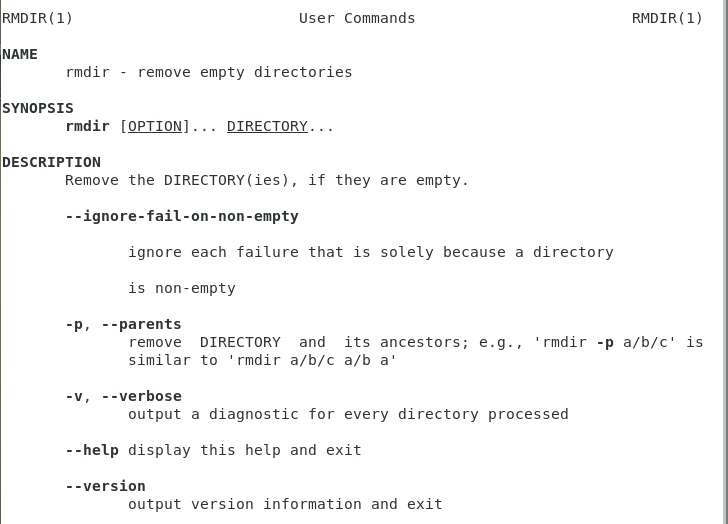 RMDIR(1) User Commands RMDIR(1)
NAME
rmdir - remove empty directories
SYNOPSIS
rmdir [OPTION]... DIRECTORY...
DESCRIPTION
Remove the DIRECTORY(ies), if they are empty.
--ignore-fail-on-non-empty
ignore each failure that is solely because a directory
is non-empty
-p, --parents
remove DIRECTORY and its ancestors; e.g., 'rmdir -p a/b/c' is
similar to 'rmdir a/b/c a/b a'
-v, --verbose
output a diagnostic for every directory processed
--help display this help and exit
--version
output version information and exit